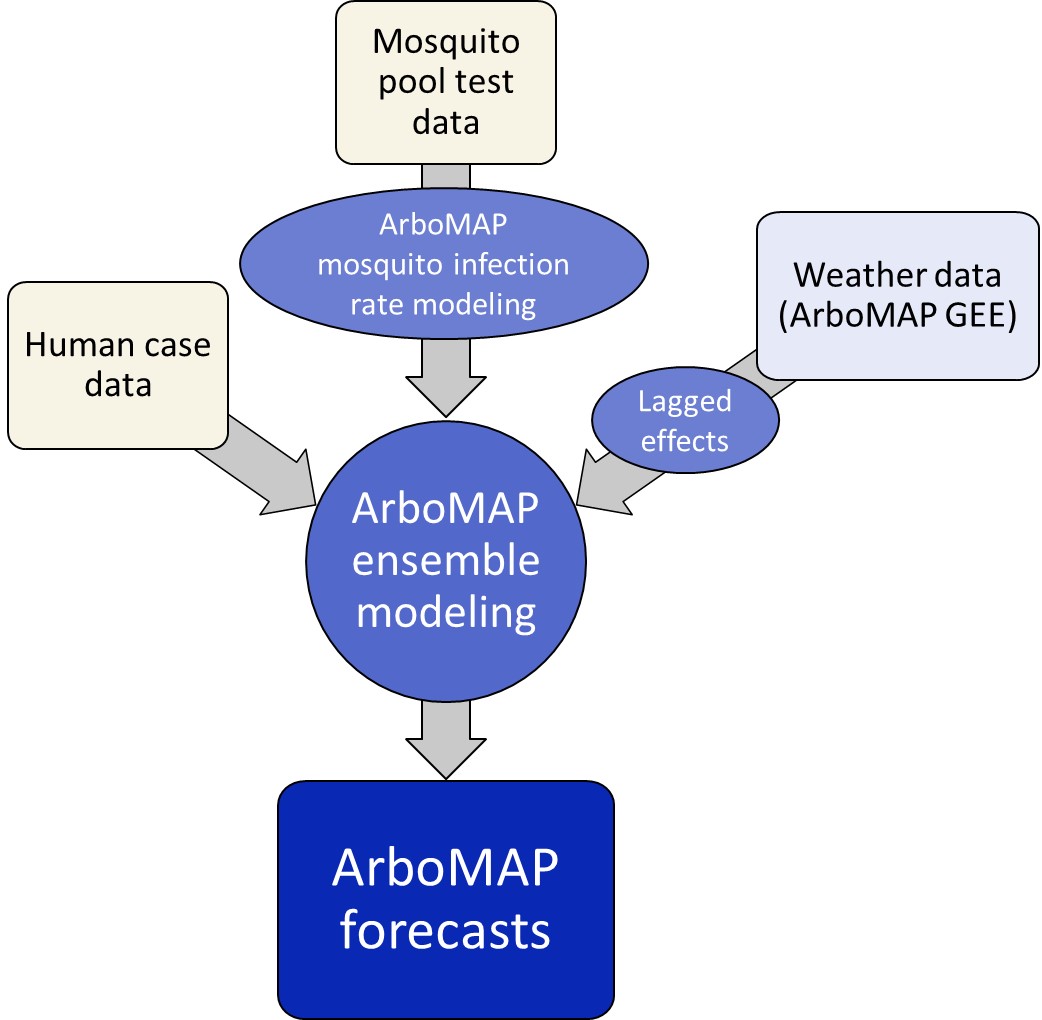 Mosquito
pool test
data
ArboMAP
mosquito infection
rate modeling
Weather data
(ArboMAP GEE)
Human case
data
Lagged
effects
ArboMAP
ensemble
modeling
ArboMAP
forecasts